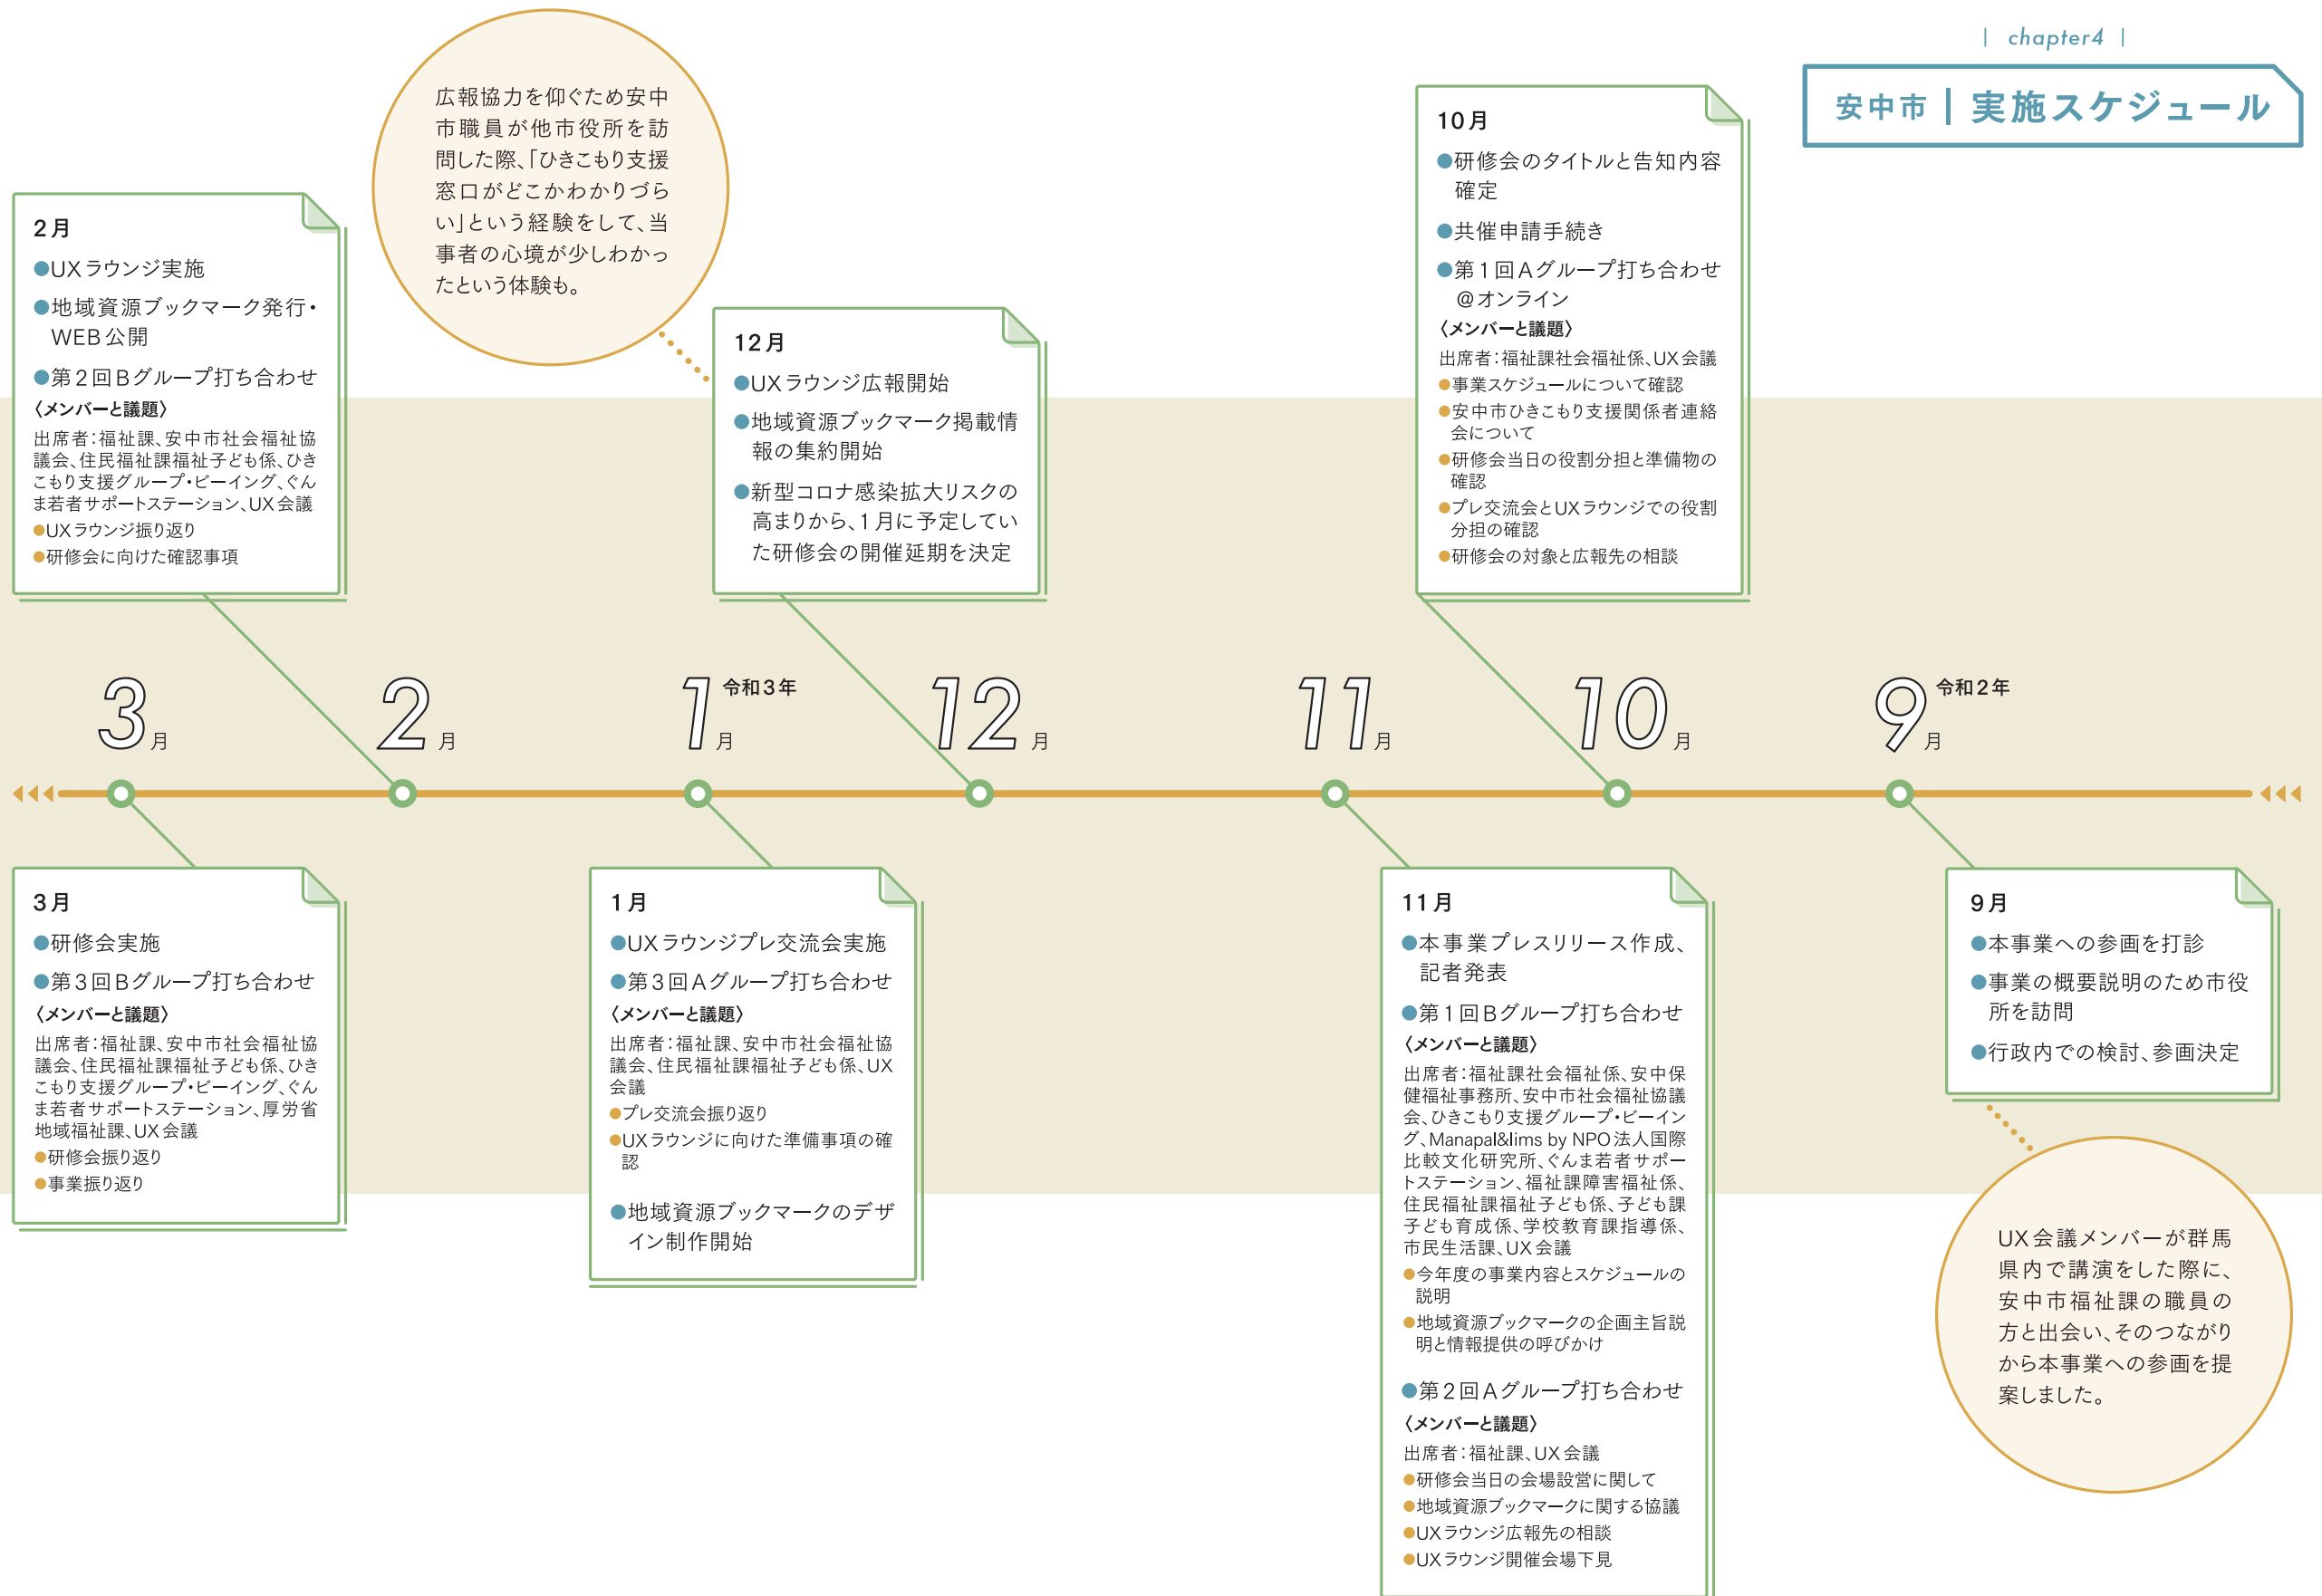 chapter4
安中市 | 実施スケジュール
令和2年
9月
9月
●本事業への参画を打診
●事業の概要説明のため市役
所を訪問
●行政内での検討、参画決定
UX会議メンバーが群馬
県内で講演をした際に、
安中市福祉課の職員の
方と出会い、そのつながり
から本事業への参画を提
案しました。
10月
10月
●研修会のタイトルと告知内容
確定
●共催申請手続き
●第1回Aグループ打ち合わせ
@オンライン
〈メンバーと議題〉
出席者:福祉課社会福祉係、UX会議
●事業スケジュールについて確認
●安中市ひきこもり支援関係者連絡
会について
●研修会当日の役割分担と準備物の
確認
●プレ交流会とUXラウンジでの役割
分担の確認
●研修会の対象と広報先の相談
11月
11月
●本事業プレスリリース作成、
記者発表
●第1回Bグループ打ち合わせ
〈メンバーと議題〉
出席者:福祉課社会福祉係、安中保
健福祉事務所、安中市社会福祉協議
会、ひきこもり支援グループ・ビーイン
グ、Manapal&lims by NPO法人国際
比較文化研究所、ぐんま若者サポー
トステーション、福祉課障害福祉係、
住民福祉課福祉子ども係、子ども課
子ども育成係、学校教育課指導係、
市民生活課、UX会議
●今年度の事業内容とスケジュールの
説明
●地域資源ブックマークの企画主旨説
明と情報提供の呼びかけ
●第2回Aグループ打ち合わせ
〈メンバーと議題〉
出席者:福祉課、UX会議
●研修会当日の会場設営に関して
●地域資源ブックマークに関する協議
●UXラウンジ広報先の相談
●UXラウンジ開催会場下見
12月
12月
●UXラウンジ広報開始
●地域資源ブックマーク掲載情
報の集約開始
●新型コロナ感染拡大リスクの
高まりから、1月に予定してい
た研修会の開催延期を決定
広報協力を仰ぐため安中
市職員が他市役所を訪
問した際、「ひきこもり支援
窓口がどこかわかりづら
い」という経験をして、当
事者の心境が少しわかっ
たという体験も。
令和3年
1月
1月
●UXラウンジプレ交流会実施
●第3回Aグループ打ち合わせ
〈メンバーと議題〉
出席者:福祉課、安中市社会福祉協
議会、住民福祉課福祉子ども係、UX
会議
●プレ交流会振り返り
●UXラウンジに向けた準備事項の確
認
●地域資源ブックマークのデザ
イン制作開始
2月
2月
●UXラウンジ実施
●地域資源ブックマーク発行・
WEB公開
●第2回Bグループ打ち合わせ
〈メンバーと議題〉
出席者:福祉課、安中市社会福祉協
議会、住民福祉課福祉子ども係、ひき
こもり支援グループ・ビーイング、ぐん
ま若者サポートステーション、UX会議
●UXラウンジ振り返り
●研修会に向けた確認事項
3月
3月
●研修会実施
●第3回Bグループ打ち合わせ
〈メンバーと議題〉
出席者:福祉課、安中市社会福祉協
議会、住民福祉課福祉子ども係、ひき
こもり支援グループ・ビーイング、ぐん
ま若者サポートステーション、厚労省
地域福祉課、UX会議
●研修会振り返り
●事業振り返り